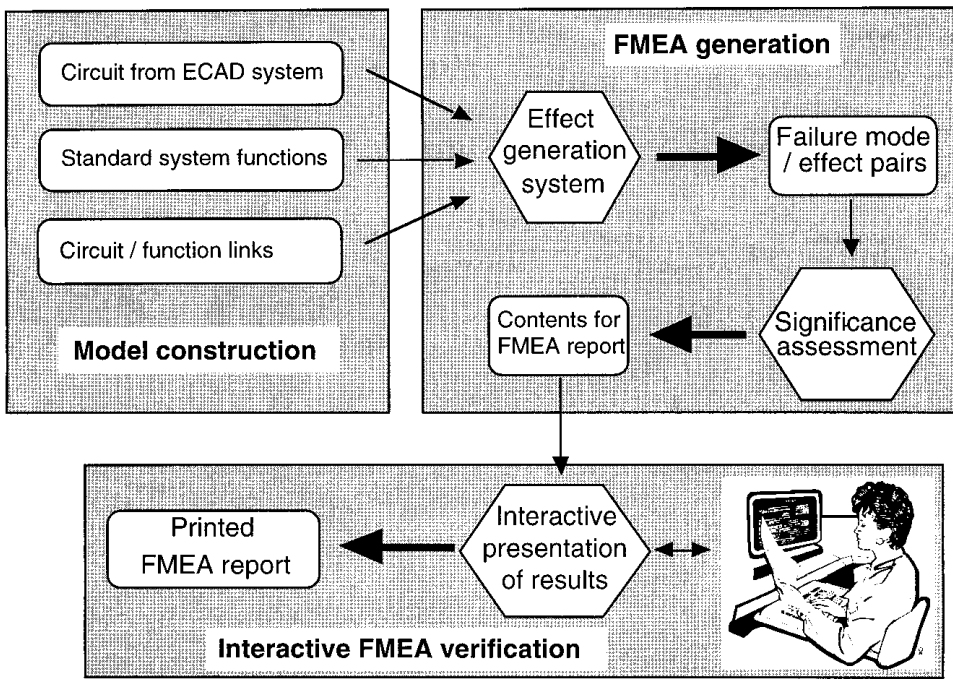 Circuit from ECAD system
Standard system functions
Circuit / function links
Model construction
FMEA generation
Effect
generation
system
Failure mode
/ effect pairs
Significance
assessment
Contents for
FMEA report
Interactive
presentation
of results
Printed
FMEA report
Interactive FMEA verification